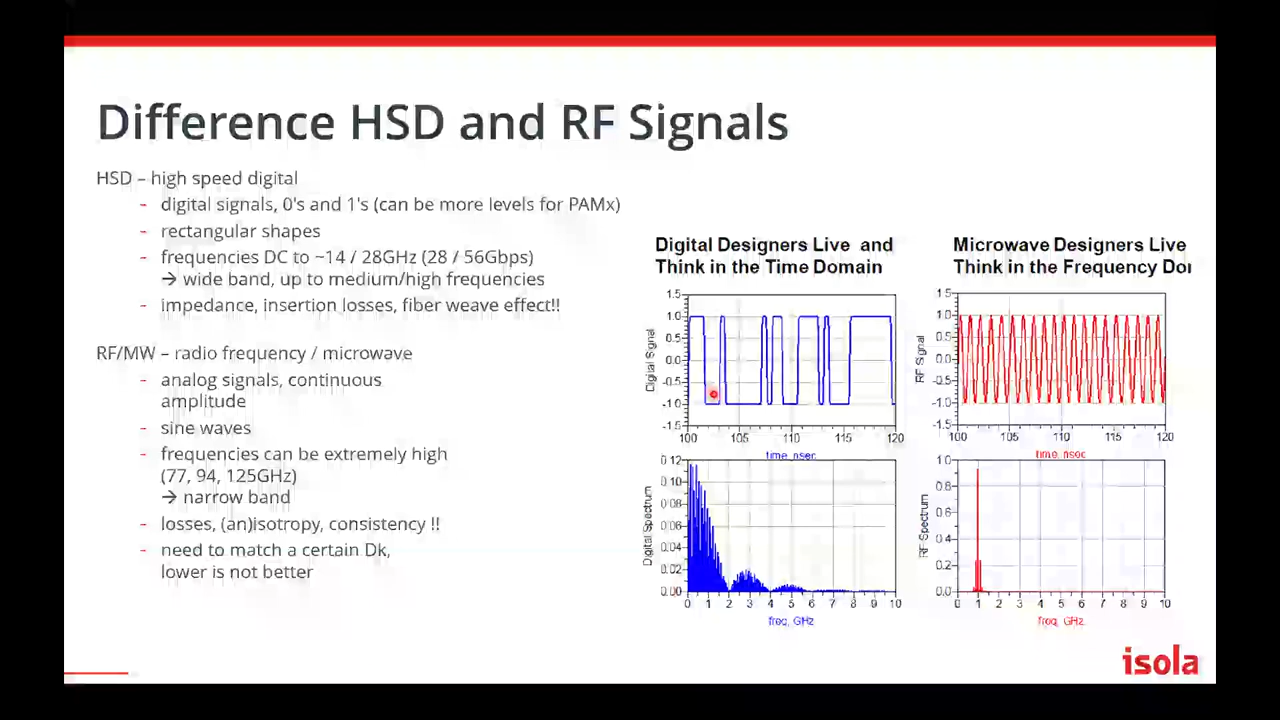 Difference HSD and RF Signals
HSD – high speed digital
- digital signals, 0's and 1's (can be more levels for PAMx)
- rectangular shapes
- frequencies DC to ~14 / 28GHz (28 / 56Gbps)
→ wide band, up to medium/high frequencies
- impedance, insertion losses, fiber weave effect!!
RF/MW – radio frequency / microwave
- analog signals, continuous
amplitude
- sine waves
- frequencies can be extremely high
(77, 94, 125GHz)
→ narrow band
- losses, (an)isotropy, consistency !!
- need to match a certain Dk,
lower is not better
Digital Designers Live and
Think in the Time Domain
Digital Signal
1.5
1.0
0.5
0.0
-0.5
-1.0
-1.5
100 105 110 115 120
time, nsec
Digital Spectrum
0.12
0.10
0.08
0.06
0.04
0.02
0.00
0 1 2 3 4 5 6 7 8 9 10
freq, GHz
Microwave Designers Live
Think in the Frequency Dor
RF Signal
1.5
1.0
0.5
0.0
-0.5
-1.0
-1.5
100 105 110 115 120
time, nsec
RF Spectrum
1.0
0.8
0.6
0.4
0.2
0.0
0 1 2 3 4 5 6 7 8 9 10
freq, GHz
isola